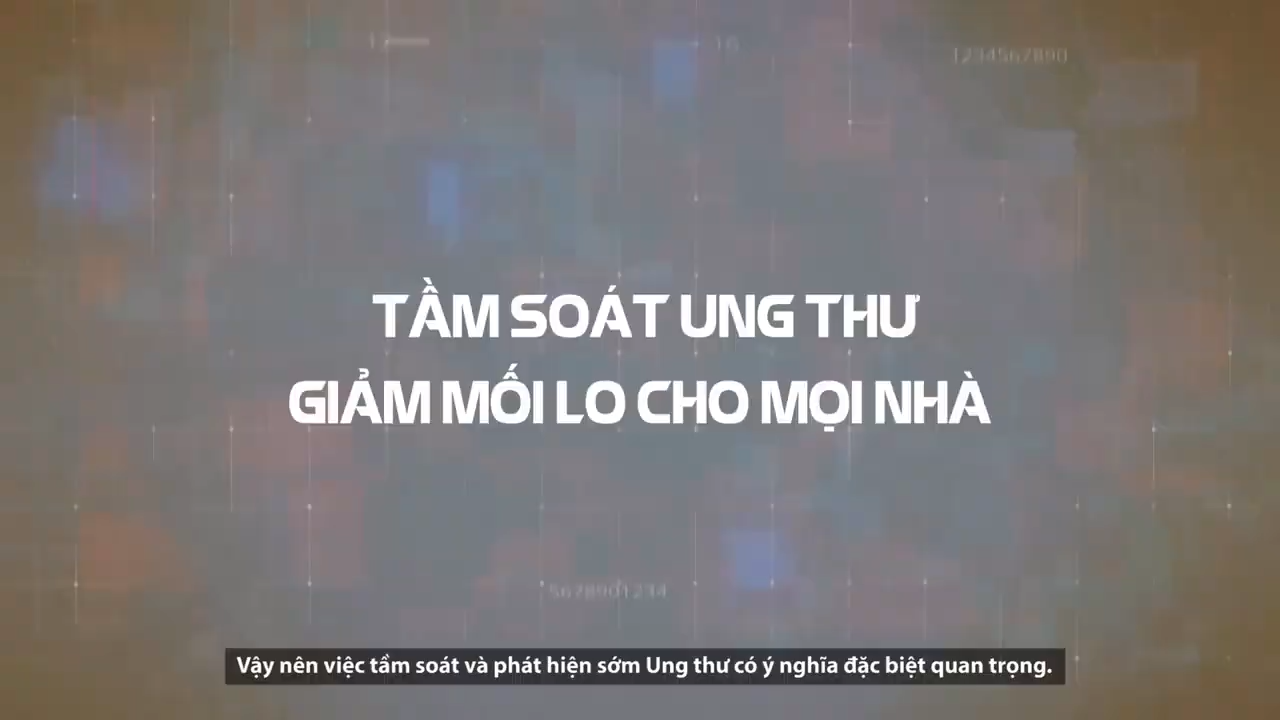 1234567890
TẦM SOÁT UNG THƯ
GIẢM MỐI LO CHO MỌI NHÀ
5678901234
Vậy nên việc tầm soát và phát hiện sớm Ung thư có ý nghĩa đặc biệt quan trọng.